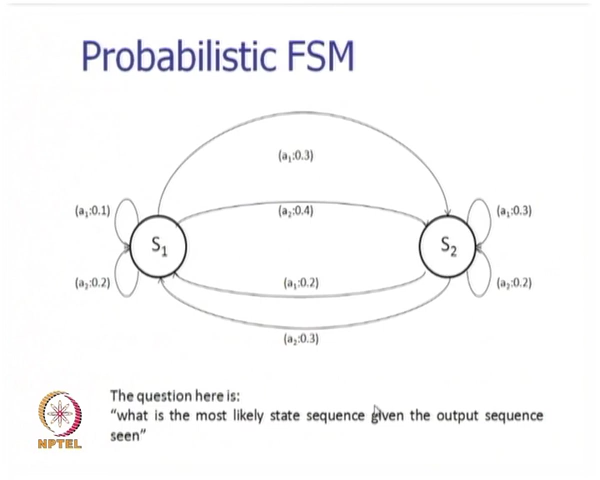 Probabilistic FSM
(a₁:0.3)
(a₁:0.1)
(a₂:0.4)
(a₁:0.3)
S₁
S₂
(a₂:0.2)
(a₁:0.2)
(a₂:0.2)
(a₂:0.3)
The question here is:
"what is the most likely state sequence given the output sequence
seen"
NPTEL